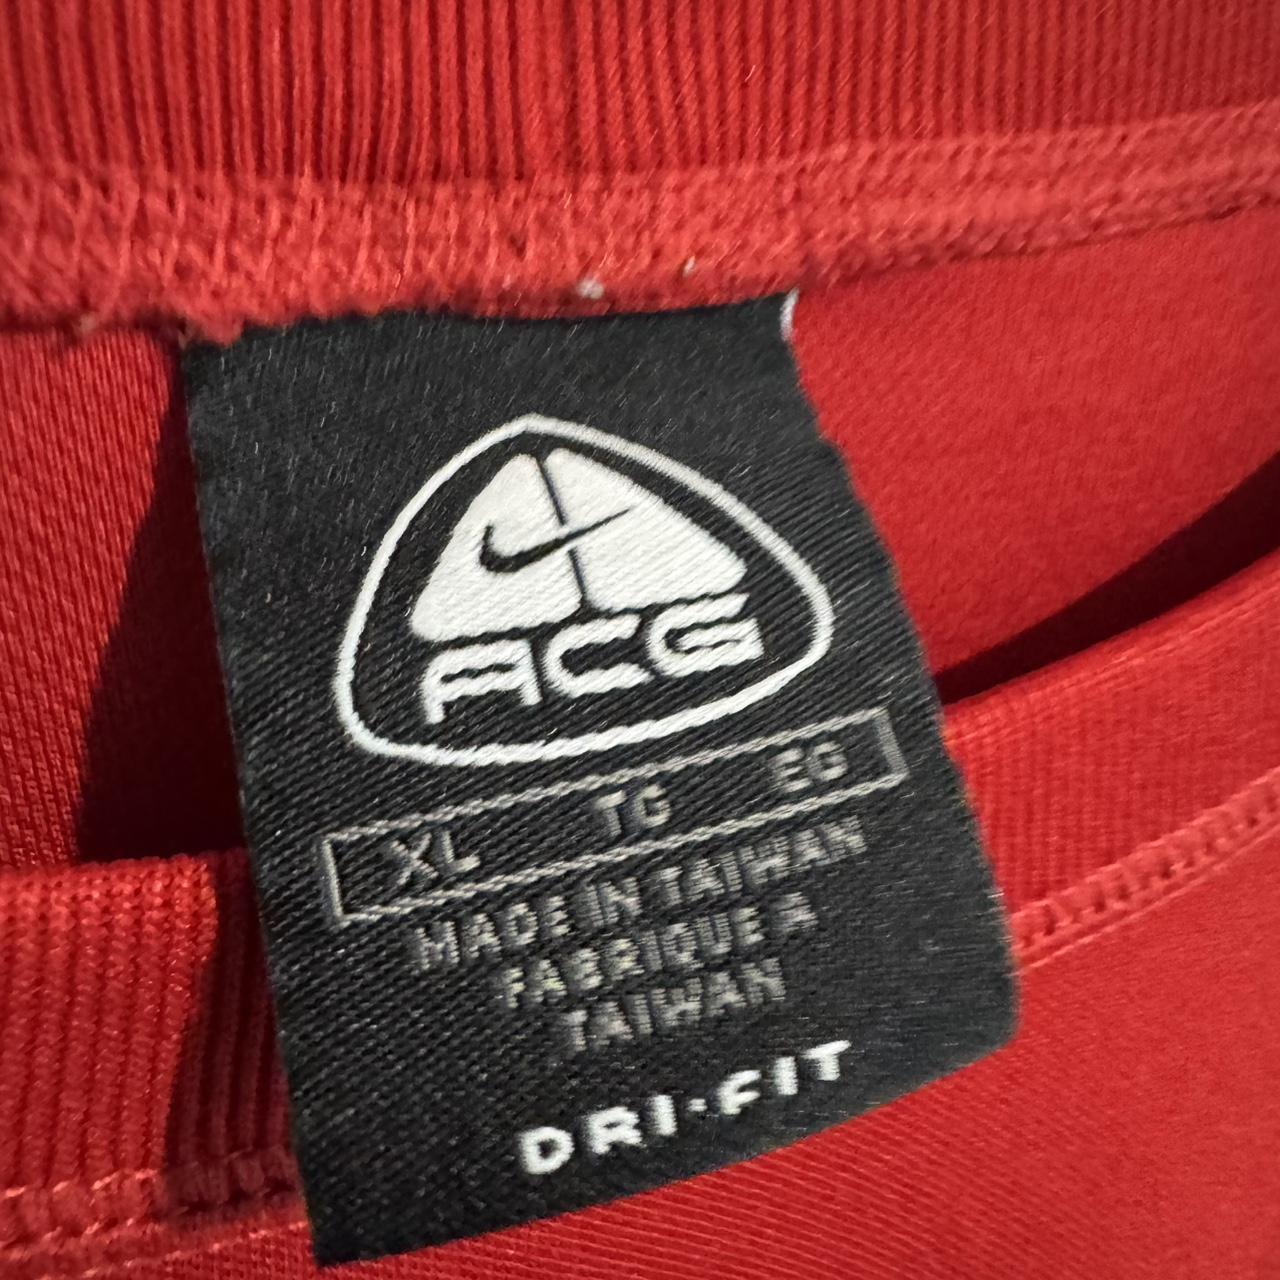 ACG
XL TG EG
MADE IN TAIWAN
FABRIQUE A
TAIWAN
DRI-FIT